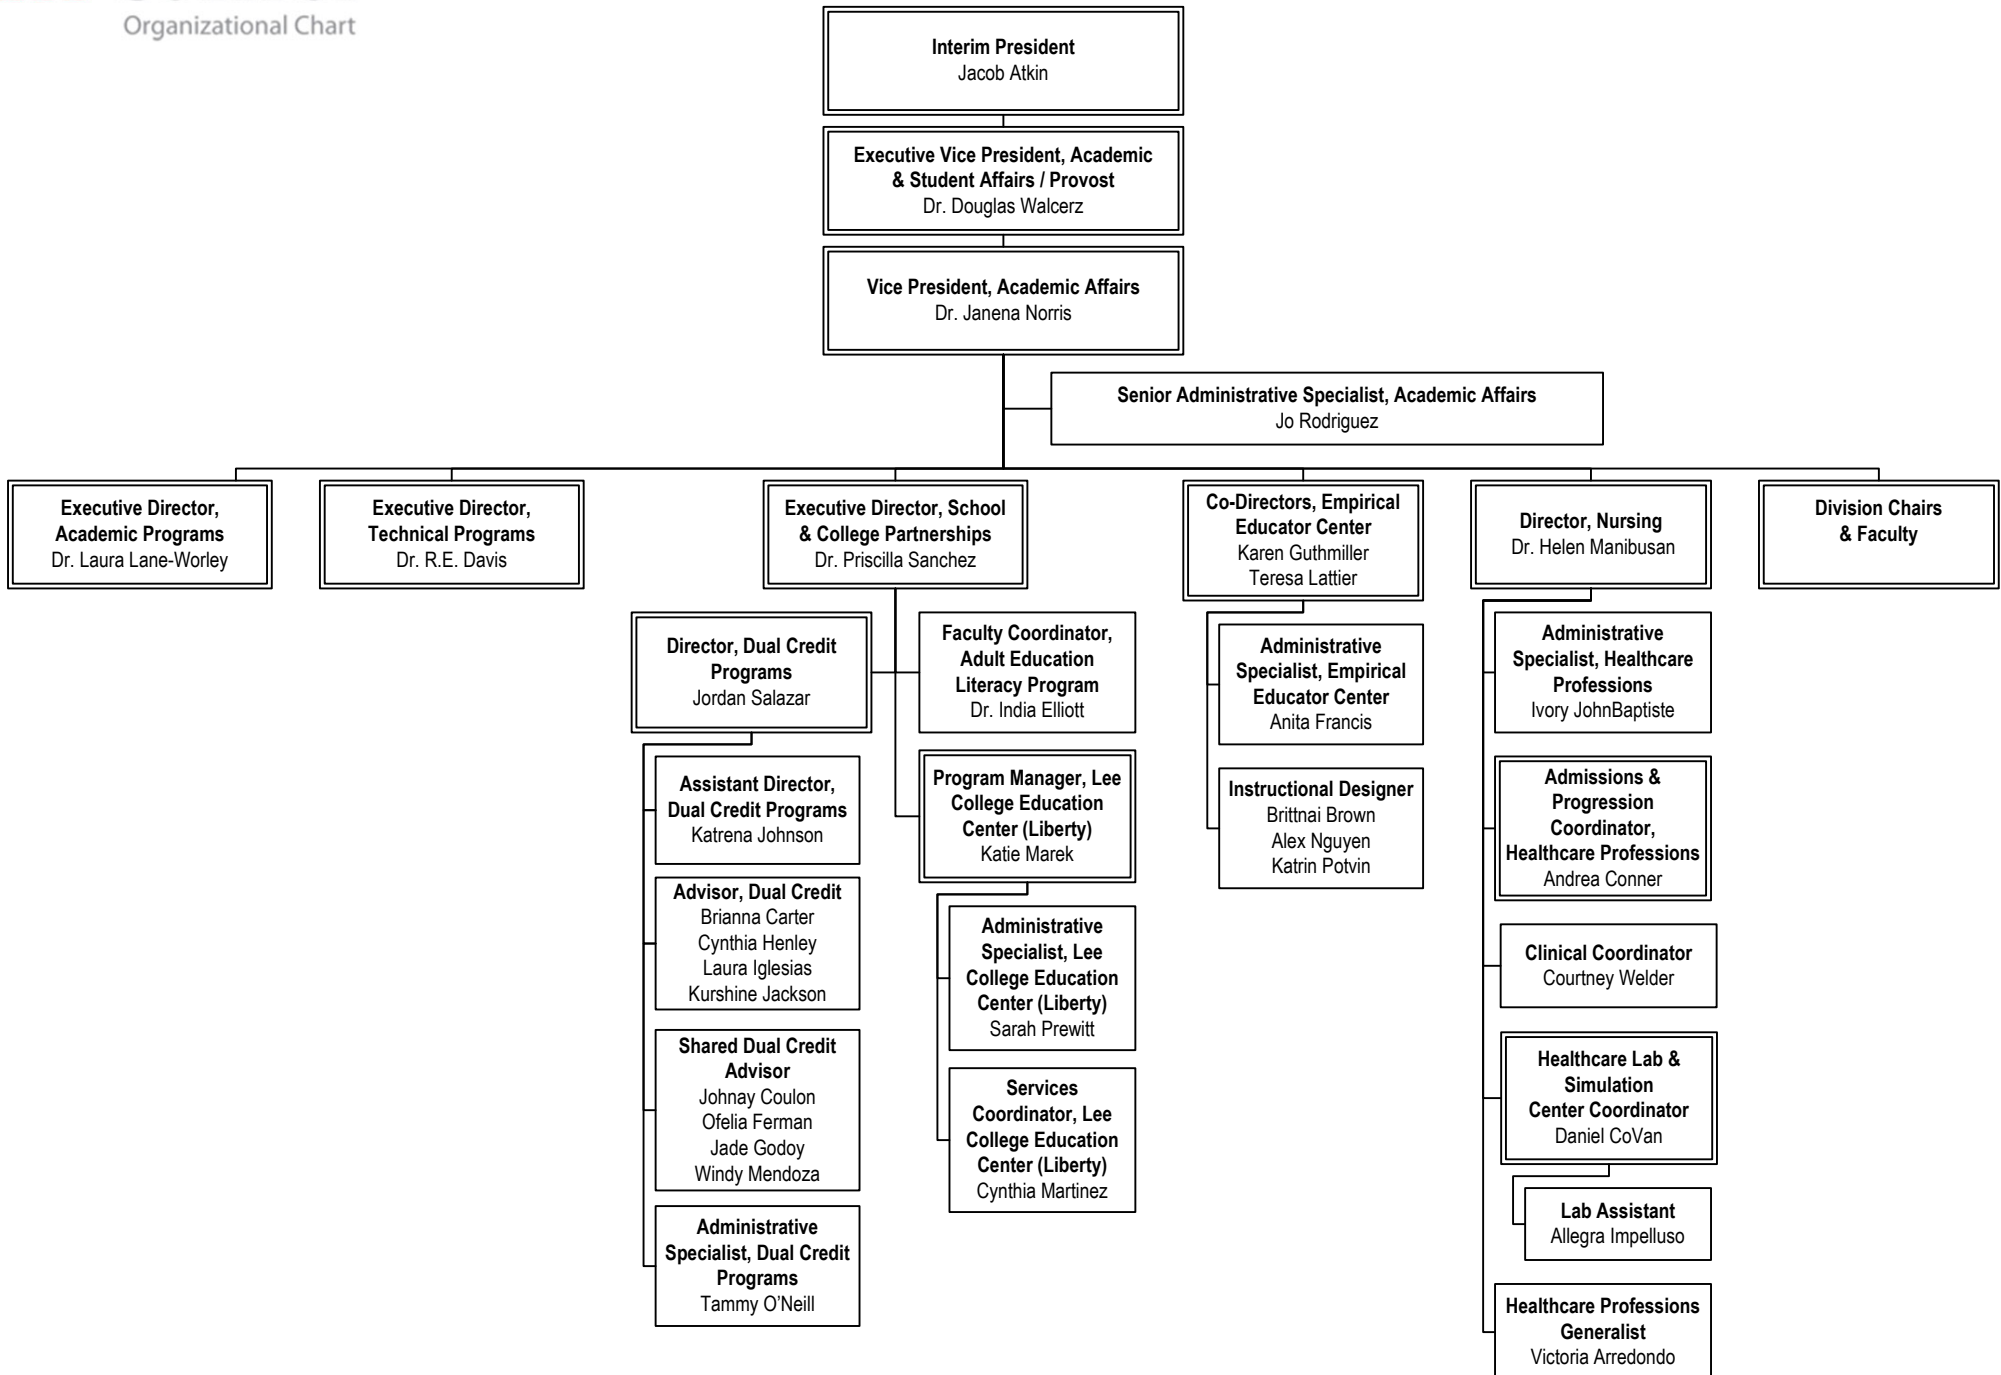 Organizational Chart
Interim President
Jacob Atkin
Executive Vice President, Academic
& Student Affairs / Provost
Dr. Douglas Walcerz
Vice President, Academic Affairs
Dr. Janena Norris
Senior Administrative Specialist, Academic Affairs
Jo Rodriguez
Executive Director,
Academic Programs
Dr. Laura Lane-Worley
Executive Director,
Technical Programs
Dr. R.E. Davis
Executive Director, School
& College Partnerships
Dr. Priscilla Sanchez
Co-Directors, Empirical
Educator Center
Karen Guthmiller
Teresa Lattier
Director, Nursing
Dr. Helen Manibusan
Division Chairs
& Faculty
Director, Dual Credit
Programs
Jordan Salazar
Assistant Director,
Dual Credit Programs
Katrena Johnson
Advisor, Dual Credit
Brianna Carter
Cynthia Henley
Laura Iglesias
Kurshine Jackson
Shared Dual Credit
Advisor
Johnay Coulon
Ofelia Ferman
Jade Godoy
Windy Mendoza
Administrative
Specialist, Dual Credit
Programs
Tammy O’Neill
Faculty Coordinator,
Adult Education
Literacy Program
Dr. India Elliott
Program Manager, Lee
College Education
Center (Liberty)
Katie Marek
Administrative
Specialist, Lee
College Education
Center (Liberty)
Sarah Prewitt
Services
Coordinator, Lee
College Education
Center (Liberty)
Cynthia Martinez
Administrative
Specialist, Empirical
Educator Center
Anita Francis
Instructional Designer
Brittnai Brown
Alex Nguyen
Katrin Potvin
Administrative
Specialist, Healthcare
Professions
Ivory JohnBaptiste
Admissions &
Progression
Coordinator,
Healthcare Professions
Andrea Conner
Clinical Coordinator
Courtney Welder
Healthcare Lab &
Simulation
Center Coordinator
Daniel CoVan
Lab Assistant
Allegra Impelluso
Healthcare Professions
Generalist
Victoria Arredondo